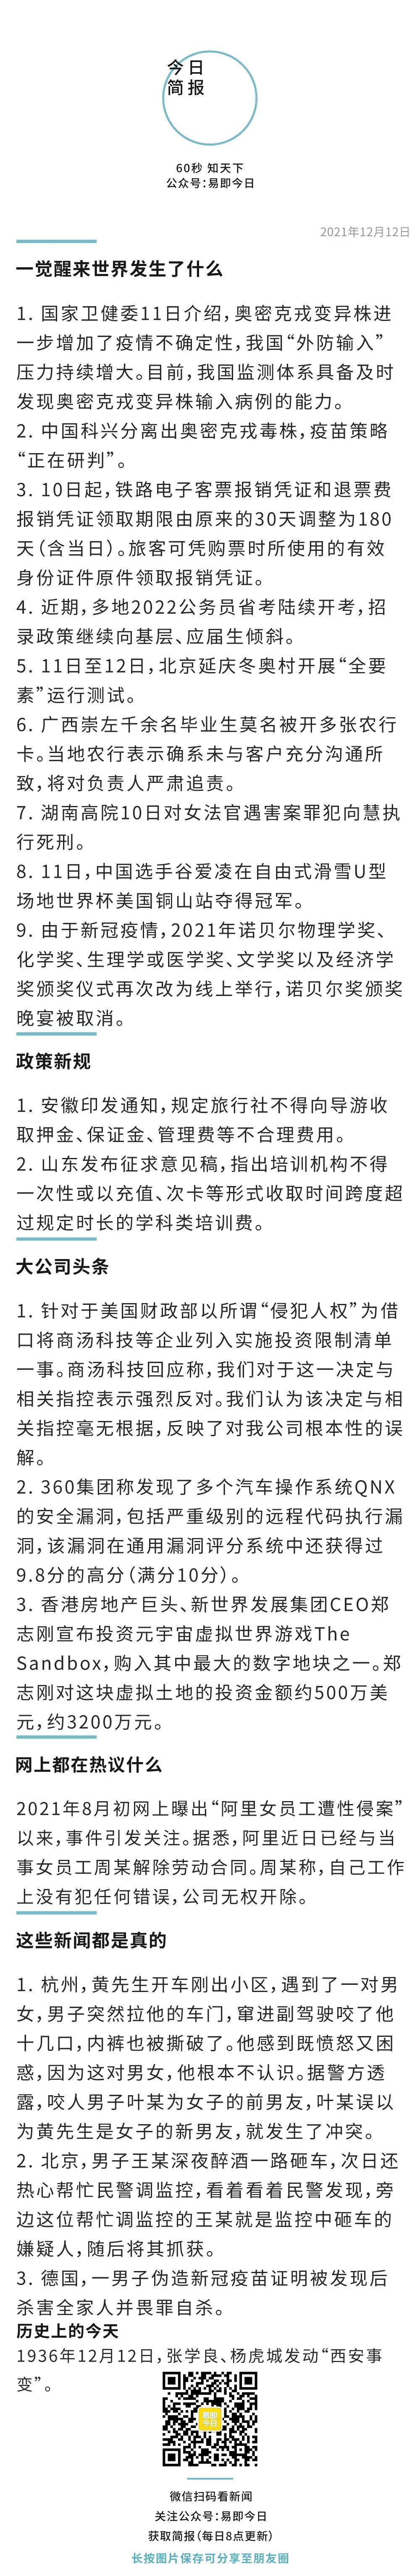 今日
简报
60秒 知天下
公众号：易即今日
2021年12月12日
一觉醒来世界发生了什么
1. 国家卫健委11日介绍，奥密克戎变异株进
一步增加了疫情不确定性，我国“外防输入”
压力持续增大。目前，我国监测体系具备及时
发现奥密克戎变异株输入病例的能力。
2. 中国科兴分离出奥密克戎毒株，疫苗策略
“正在研判”。
3. 10日起，铁路电子客票报销凭证和退票费
报销凭证领取期限由原来的30天调整为180
天（含当日）。旅客可凭购票时所使用的有效
身份证件原件领取报销凭证。
4. 近期，多地2022公务员省考陆续开考，招
录政策继续向基层、应届生倾斜。
5. 11日至12日，北京延庆冬奥村开展“全要
素”运行测试。
6. 广西崇左千余名毕业生莫名被开多张农行
卡。当地农行表示确系未与客户充分沟通所
致，将对负责人严肃追责。
7. 湖南高院10日对女法官遇害案罪犯向慧执
行死刑。
8. 11日，中国选手谷爱凌在自由式滑雪U型
场地世界杯美国铜山站夺得冠军。
9. 由于新冠疫情，2021年诺贝尔物理学奖、
化学奖、生理学或医学奖、文学奖以及经济学
奖颁奖仪式再次改为线上举行，诺贝尔奖颁奖
晚宴被取消。
政策新规
1. 安徽印发通知，规定旅行社不得向导游收
取押金、保证金、管理费等不合理费用。
2. 山东发布征求意见稿，指出培训机构不得
一次性或以充值、次卡等形式收取时间跨度超
过规定时长的学科类培训费。
大公司头条
1. 针对于美国财政部以所谓“侵犯人权”为借
口将商汤科技等企业列入实施投资限制清单
一事。商汤科技回应称，我们对于这一决定与
相关指控表示强烈反对。我们认为该决定与相
关指控毫无根据，反映了对我公司根本性的误
解。
2. 360集团称发现了多个汽车操作系统QNX
的安全漏洞，包括严重级别的远程代码执行漏
洞，该漏洞在通用漏洞评分系统中还获得过
9.8分的高分（满分10分）。
3. 香港房地产巨头、新世界发展集团CEO郑
志刚宣布投资元宇宙虚拟世界游戏The
Sandbox，购入其中最大的数字地块之一。郑
志刚对这块虚拟土地的投资金额约500万美
元，约3200万元。
网上都在热议什么
2021年8月初网上曝出“阿里女员工遭性侵案”
以来，事件引发关注。据悉，阿里近日已经与当
事女员工周某解除劳动合同。周某称，自己工作
上没有犯任何错误，公司无权开除。
这些新闻都是真的
1. 杭州，黄先生开车刚出小区，遇到了一对男
女，男子突然拉他的车门，窜进副驾驶咬了他
十几口，内裤也被撕破了。他感到既愤怒又困
惑，因为这对男女，他根本不认识。据警方透
露，咬人男子叶某为女子的前男友，叶某误以
为黄先生是女子的新男友，就发生了冲突。
2. 北京，男子王某深夜醉酒一路砸车，次日还
热心帮忙民警调监控，看着看着民警发现，旁
边这位帮忙调监控的王某就是监控中砸车的
嫌疑人，随后将其抓获。
3. 德国，一男子伪造新冠疫苗证明被发现后
杀害全家人并畏罪自杀。
历史上的今天
1936年12月12日，张学良、杨虎城发动“西安事
变”。
易即
今日
微信扫码看新闻
关注公众号：易即今日
获取简报（每日8点更新）
长按图片保存可分享至朋友圈